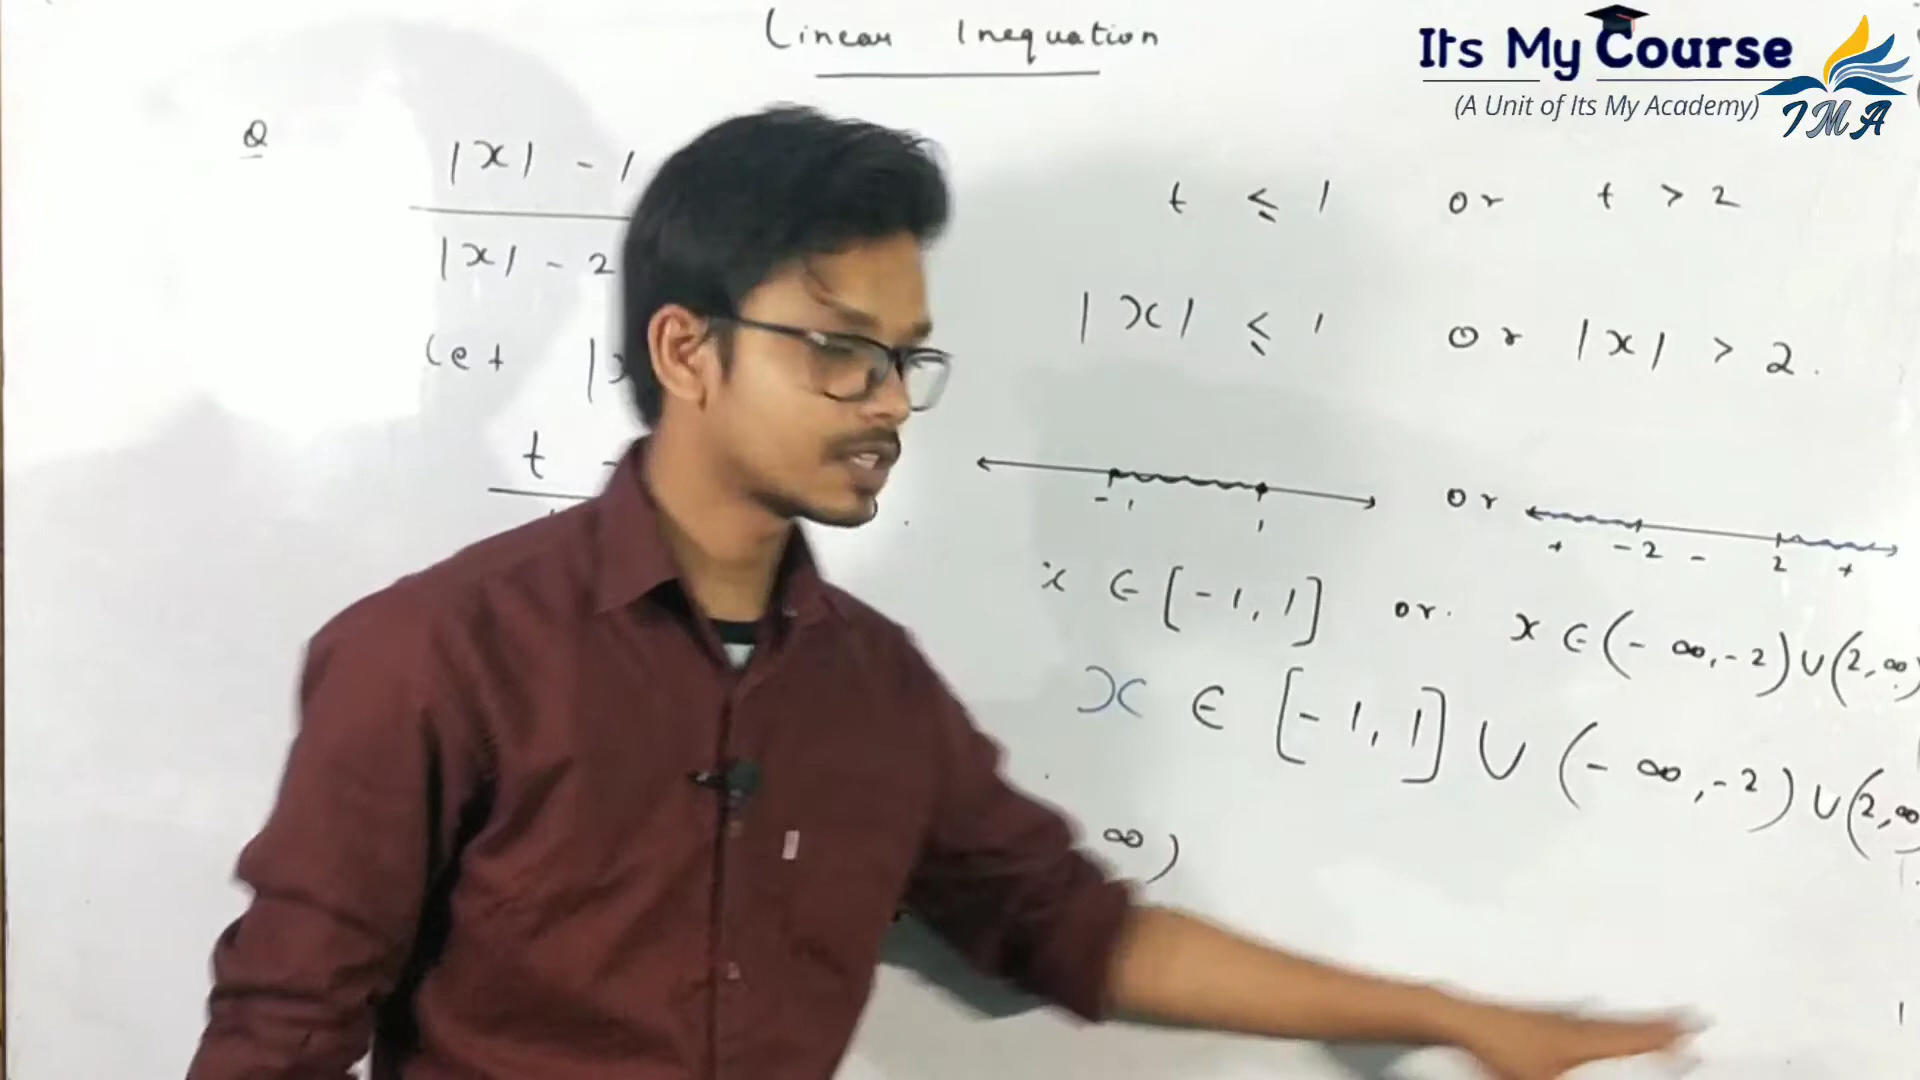 Linear Inequation
Its My Course
(A Unit of Its My Academy)
IMA
Q
|x| - 1
|x| - 2
Let |x
t -
t ≤ 1 or t > 2
|x| ≤ 1 or |x| > 2.
-1 1 or + -2 - 2 +
x ∈ [-1, 1] or. x ∈ (-∞, -2) ∪ (2, ∞)
x ∈ [-1, 1] ∪ (-∞, -2) ∪ (2, ∞
∞)